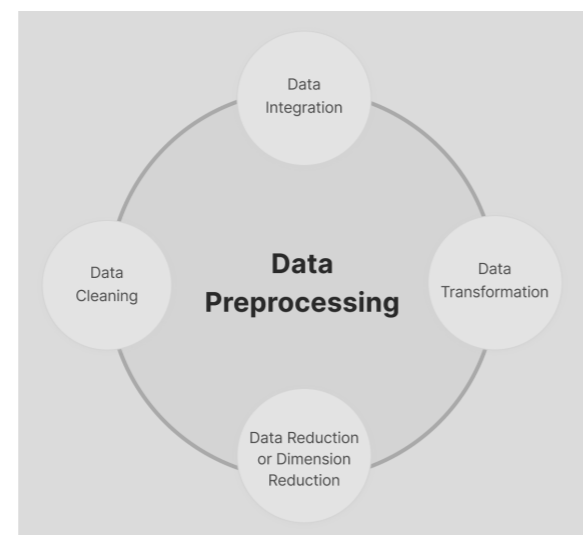 Data
Integration
Data
Cleaning
Data
Preprocessing
Data
Transformation
Data Reduction
or Dimension
Reduction